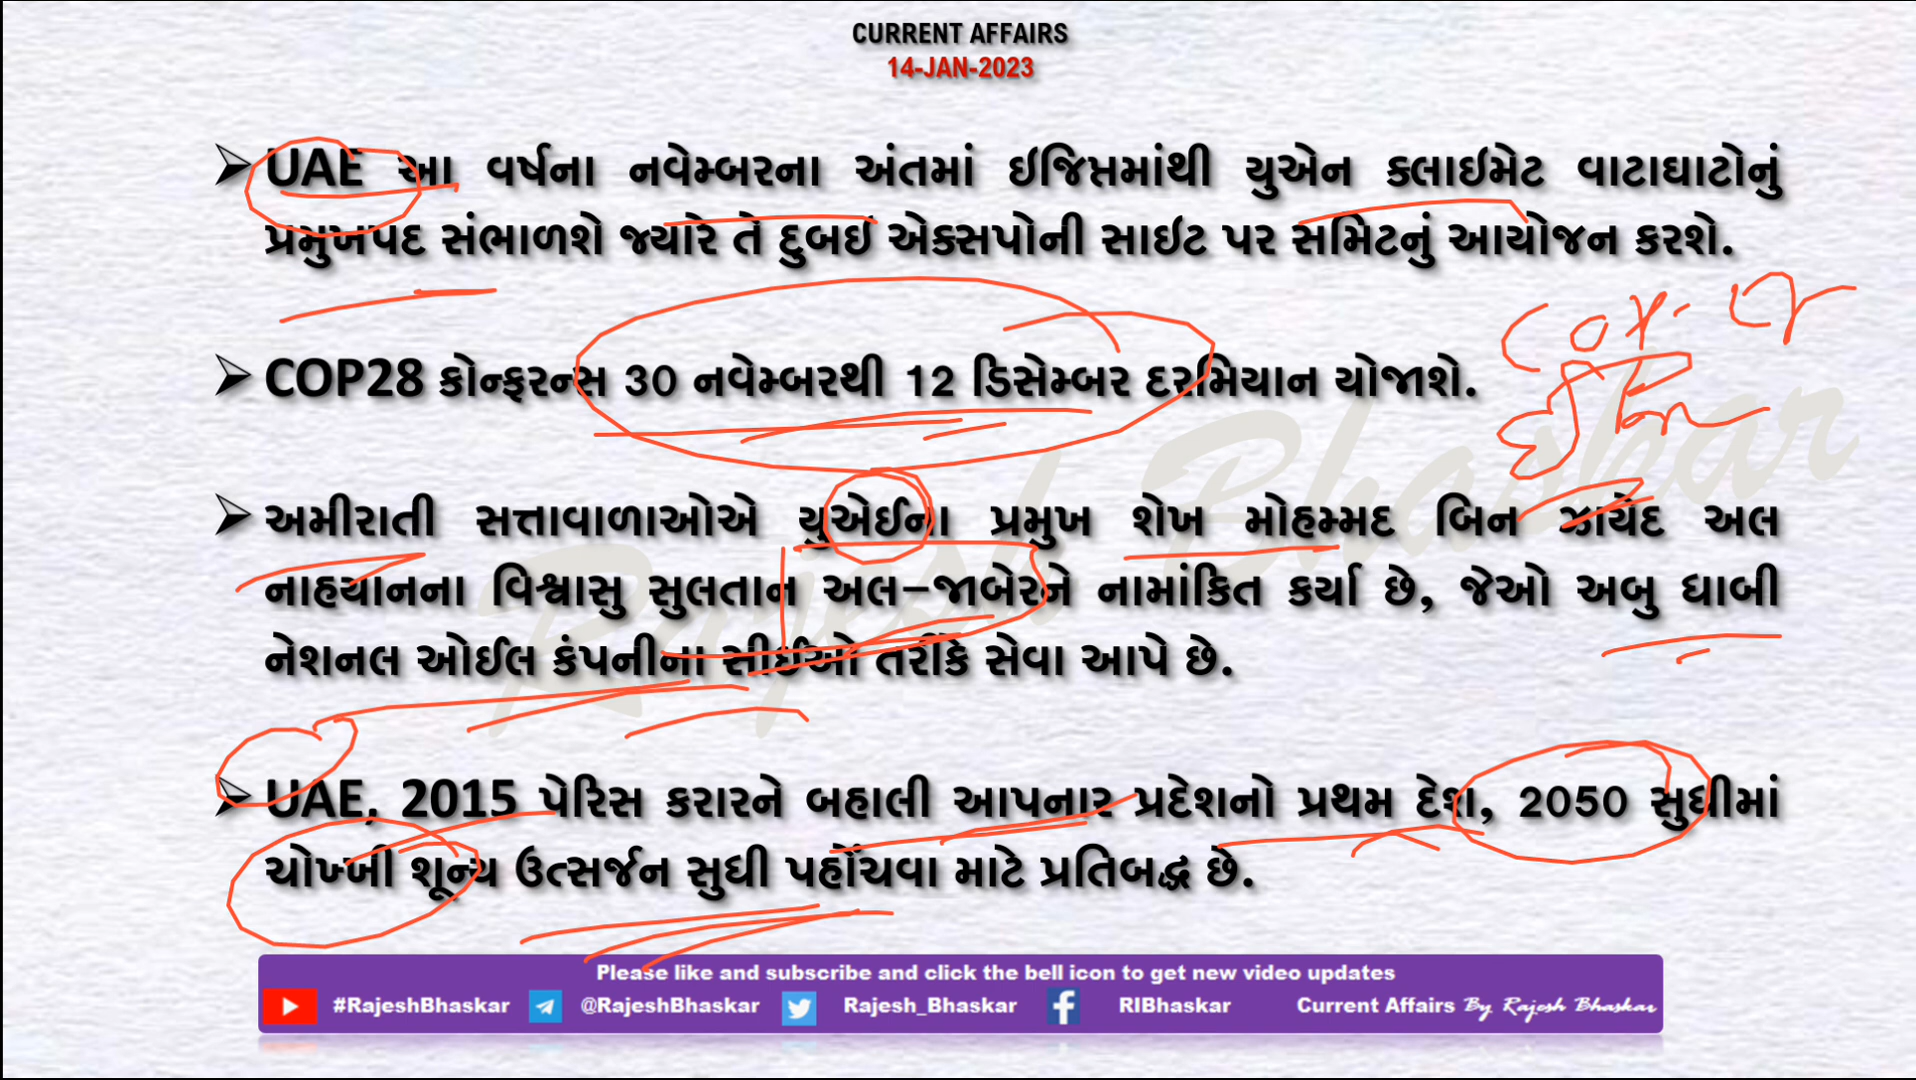 CURRENT AFFAIRS
14-JAN-2023
UAE આ વર્ષના નવેમ્બરના અંતમાં ઈજિપ્તમાંથી યુએન ક્લાઈમેટ વાટાઘાટોનું
પ્રમુખપદ સંભાળશે જ્યારે તે દુબઈ એક્સપોની સાઈટ પર સમિટનું આયોજન કરશે.
COP28 કોન્ફરન્સ 30 નવેમ્બરથી 12 ડિસેમ્બર દરમિયાન યોજાશે.
અમીરાતી સત્તાવાળાઓએ યુએઈના પ્રમુખ શેખ મોહમ્મદ બિન ઝાયેદ અલ
નાહયાનના વિશ્વાસુ સુલતાન અલ-જાબેરને નામાંકિત કર્યા છે, જેઓ અબુ ધાબી
નેશનલ ઓઈલ કંપનીના સીઈઓ તરીકે સેવા આપે છે.
UAE, 2015 પેરિસ કરારને બહાલી આપનાર પ્રદેશનો પ્રથમ દેશ, 2050 સુધીમાં
ચોખ્ખી શૂન્ય ઉત્સર્જન સુધી પહોંચવા માટે પ્રતિબદ્ધ છે.
Rajesh Bhaskar
Please like and subscribe and click the bell icon to get new video updates
#RajeshBhaskar @RajeshBhaskar Rajesh_Bhaskar RIBhaskar Current Affairs By Rajesh Bhaskar